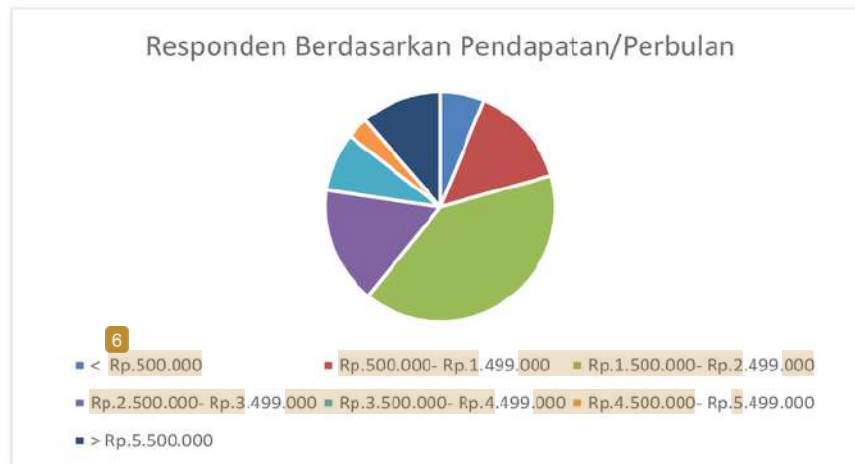 Responden Berdasarkan Pendapatan/Perbulan
6
< Rp.500.000 Rp.500.000- Rp.1.499.000 Rp.1.500.000- Rp.2.499.000
Rp.2.500.000- Rp.3.499.000 Rp.3.500.000- Rp.4.499.000 Rp.4.500.000- Rp.5.499.000
> Rp.5.500.000